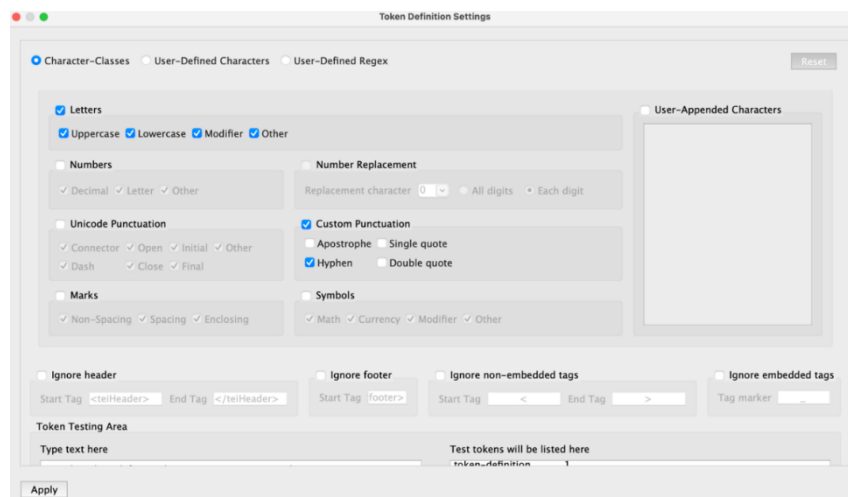 Token Definition Settings
Character-Classes User-Defined Characters User-Defined Regex Reset
Letters User-Appended Characters
Uppercase Lowercase Modifier Other
Numbers Number Replacement
Decimal Letter Other Replacement character 0 All digits Each digit
Unicode Punctuation Custom Punctuation
Connector Open Initial Other Apostrophe Single quote
Dash Close Final Hyphen Double quote
Marks Symbols
Non-Spacing Spacing Enclosing Math Currency Modifier Other
Ignore header Ignore footer Ignore non-embedded tags Ignore embedded tags
Start Tag <teiHeader> End Tag </teiHeader> Start Tag footer> Start Tag < End Tag > Tag marker _
Token Testing Area
Type text here Test tokens will be listed here
token-definition 1
Apply